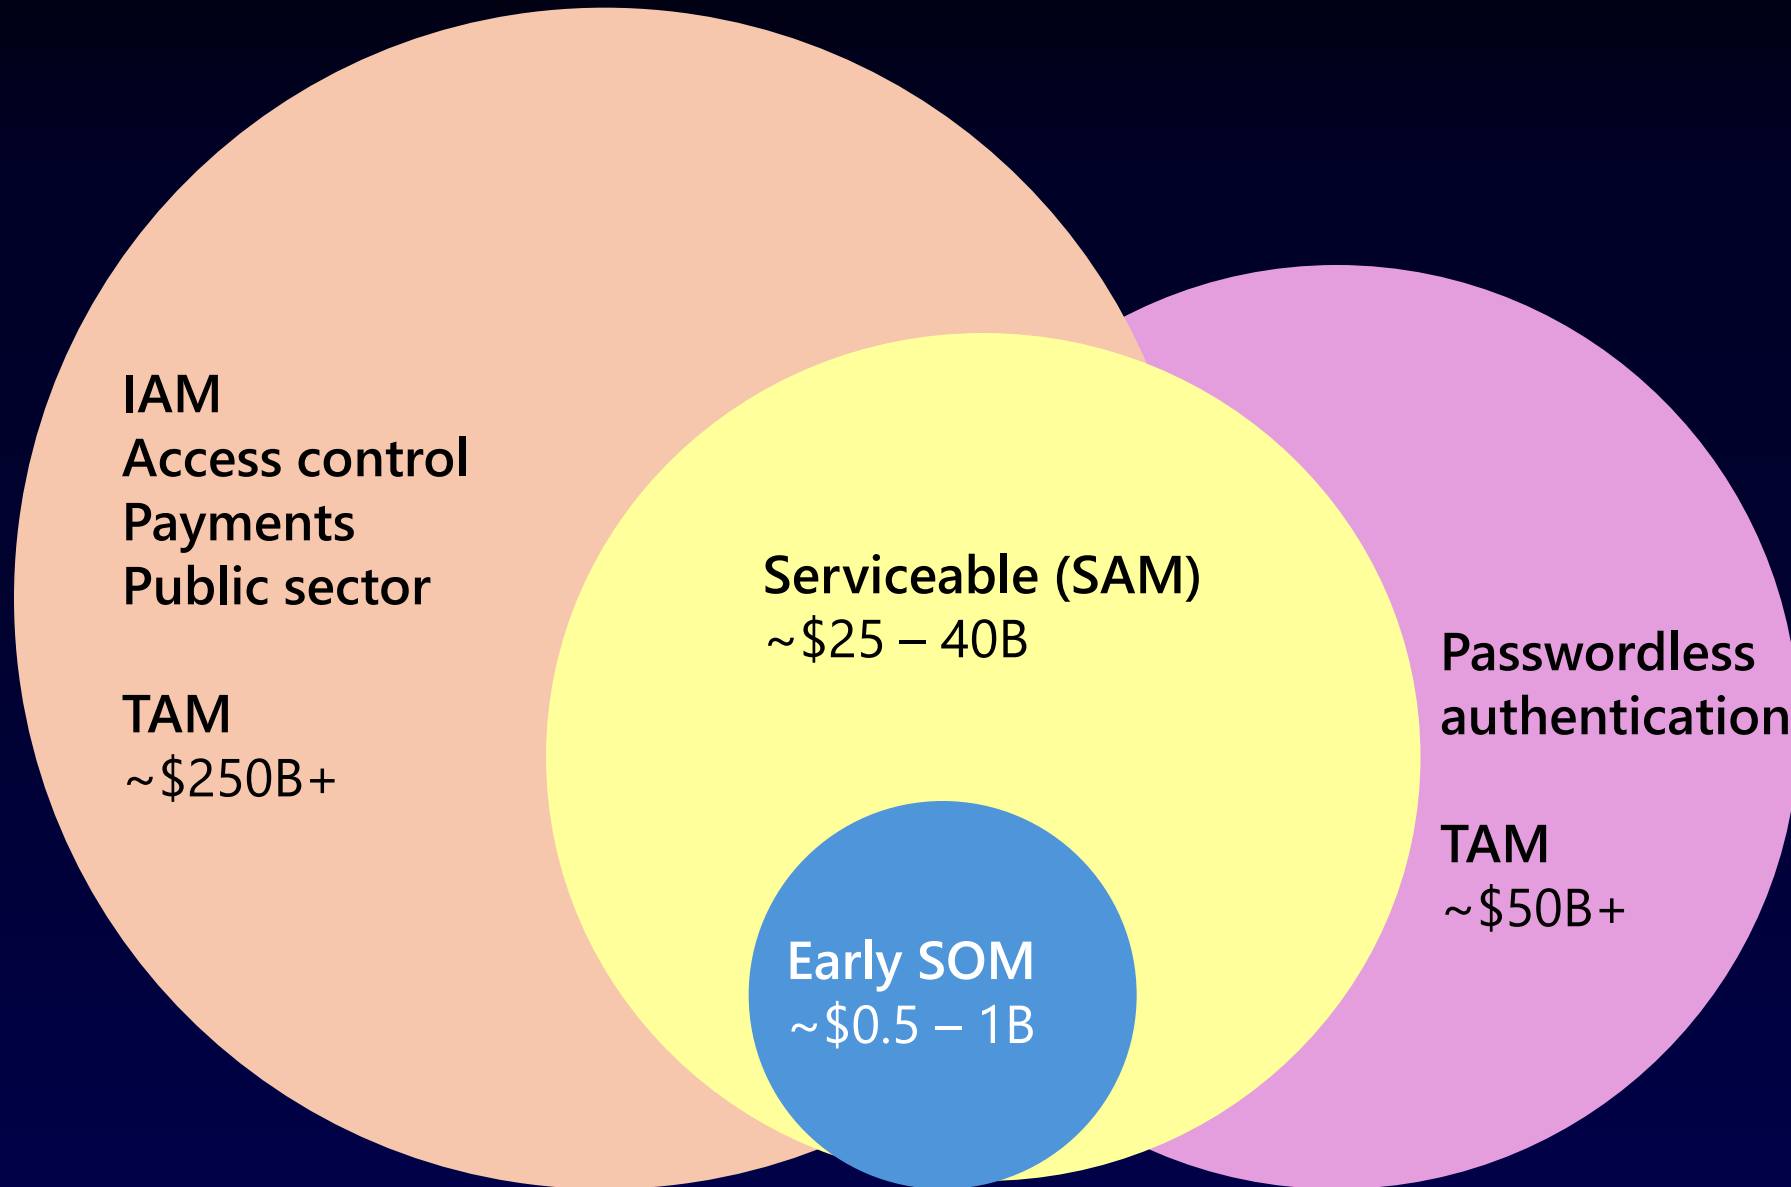 IAM
Access control
Payments
Public sector
TAM
~$250B+
Serviceable (SAM)
~$25 – 40B
Early SOM
~$0.5 – 1B
Passwordless
authentication
TAM
~$50B+